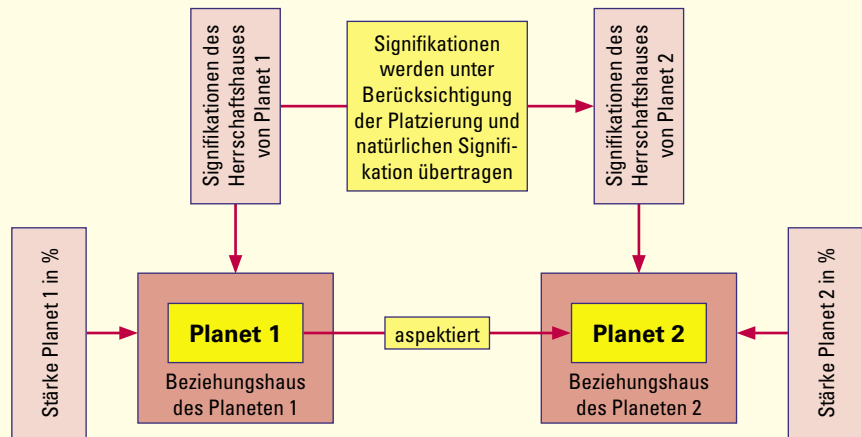 Signifikationen des
Herrschaftshauses
von Planet 1
Signifikationen
werden unter
Berücksichtigung
der Platzierung und
natürlichen Signifi-
kation übertragen
Signifikationen des
Herrschaftshauses
von Planet 2
Stärke Planet 1 in %
Planet 1
Beziehungshaus
des Planeten 1
aspektiert
Planet 2
Beziehungshaus
des Planeten 2
Stärke Planet 2 in %